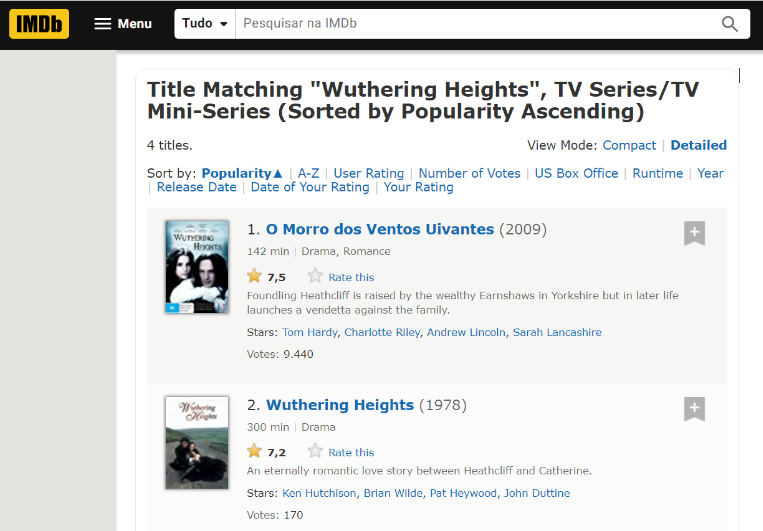 IMDb Menu Tudo Pesquisar na IMDb
Title Matching "Wuthering Heights", TV Series/TV
Mini-Series (Sorted by Popularity Ascending)
4 titles. View Mode: Compact | Detailed
Sort by: Popularity▲ | A-Z | User Rating | Number of Votes | US Box Office | Runtime | Year
| Release Date | Date of Your Rating | Your Rating
WUTHERING
HEIGHTS
1. O Morro dos Ventos Uivantes (2009)
142 min | Drama, Romance
7,5 Rate this
Foundling Heathcliff is raised by the wealthy Earnshaws in Yorkshire but in later life
launches a vendetta against the family.
Stars: Tom Hardy, Charlotte Riley, Andrew Lincoln, Sarah Lancashire
Votes: 9.440
Wuthering
Heights
2. Wuthering Heights (1978)
300 min | Drama
7,2 Rate this
An eternally romantic love story between Heathcliff and Catherine.
Stars: Ken Hutchison, Brian Wilde, Pat Heywood, John Duttine
Votes: 170